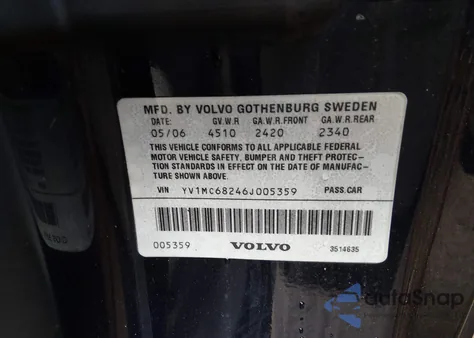 MFD. BY VOLVO GOTHENBURG SWEDEN
DATE: GV.W.R GA.W.R.FRONT GA.W.R.REAR
05/06 4510 2420 2340
THIS VEHICLE CONFORMS TO ALL APPLICABLE FEDERAL
MOTOR VEHICLE SAFETY, BUMPER AND THEFT PROTEC-
TION STANDARDS IN EFFECT ON THE DATE OF MANUFAC-
TURE SHOWN ABOVE.
VIN YV1MC68246J005359 PASS.CAR
005359 VOLVO 3514635
autoSnap